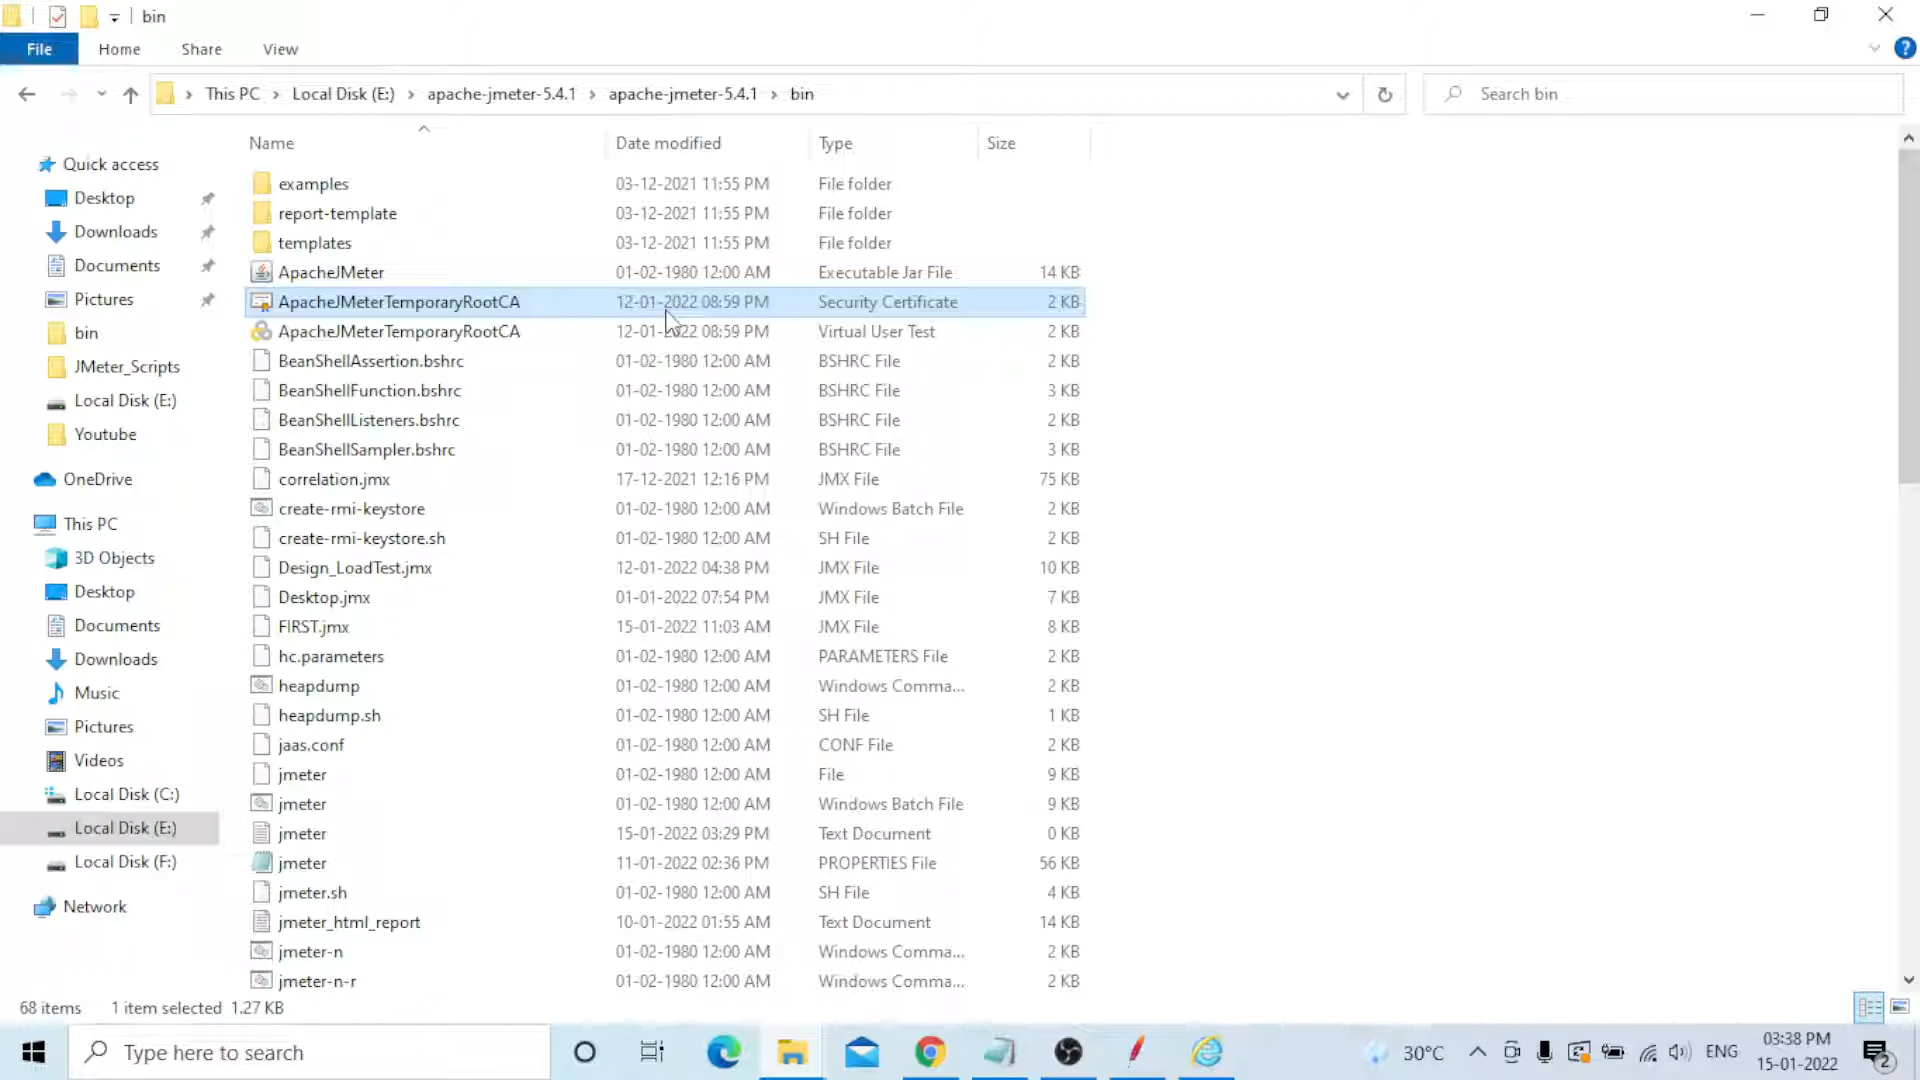 bin
File Home Share View
This PC Local Disk (E:) apache-jmeter-5.4.1 apache-jmeter-5.4.1 bin
Search bin
Name Date modified Type Size
Quick access
Desktop
Downloads
Documents
Pictures
bin
JMeter_Scripts
Local Disk (E:)
Youtube
OneDrive
This PC
3D Objects
Desktop
Documents
Downloads
Music
Pictures
Videos
Local Disk (C:)
Local Disk (E:)
Local Disk (F:)
Network
examples 03-12-2021 11:55 PM File folder
report-template 03-12-2021 11:55 PM File folder
templates 03-12-2021 11:55 PM File folder
ApacheJMeter 01-02-1980 12:00 AM Executable Jar File 14 KB
ApacheJMeterTemporaryRootCA 12-01-2022 08:59 PM Security Certificate 2 KB
ApacheJMeterTemporaryRootCA 12-01-2022 08:59 PM Virtual User Test 2 KB
BeanShellAssertion.bshrc 01-02-1980 12:00 AM BSHRC File 2 KB
BeanShellFunction.bshrc 01-02-1980 12:00 AM BSHRC File 3 KB
BeanShellListeners.bshrc 01-02-1980 12:00 AM BSHRC File 2 KB
BeanShellSampler.bshrc 01-02-1980 12:00 AM BSHRC File 3 KB
correlation.jmx 17-12-2021 12:16 PM JMX File 75 KB
create-rmi-keystore 01-02-1980 12:00 AM Windows Batch File 2 KB
create-rmi-keystore.sh 01-02-1980 12:00 AM SH File 2 KB
Design_LoadTest.jmx 12-01-2022 04:38 PM JMX File 10 KB
Desktop.jmx 01-01-2022 07:54 PM JMX File 7 KB
FIRST.jmx 15-01-2022 11:03 AM JMX File 8 KB
hc.parameters 01-02-1980 12:00 AM PARAMETERS File 2 KB
heapdump 01-02-1980 12:00 AM Windows Comma... 2 KB
heapdump.sh 01-02-1980 12:00 AM SH File 1 KB
jaas.conf 01-02-1980 12:00 AM CONF File 2 KB
jmeter 01-02-1980 12:00 AM File 9 KB
jmeter 01-02-1980 12:00 AM Windows Batch File 9 KB
jmeter 15-01-2022 03:29 PM Text Document 0 KB
jmeter 11-01-2022 02:36 PM PROPERTIES File 56 KB
jmeter.sh 01-02-1980 12:00 AM SH File 4 KB
jmeter_html_report 10-01-2022 01:55 AM Text Document 14 KB
jmeter-n 01-02-1980 12:00 AM Windows Comma... 2 KB
jmeter-n-r 01-02-1980 12:00 AM Windows Comma... 2 KB
68 items 1 item selected 1.27 KB
Type here to search
30°C
ENG
03:38 PM
15-01-2022
2